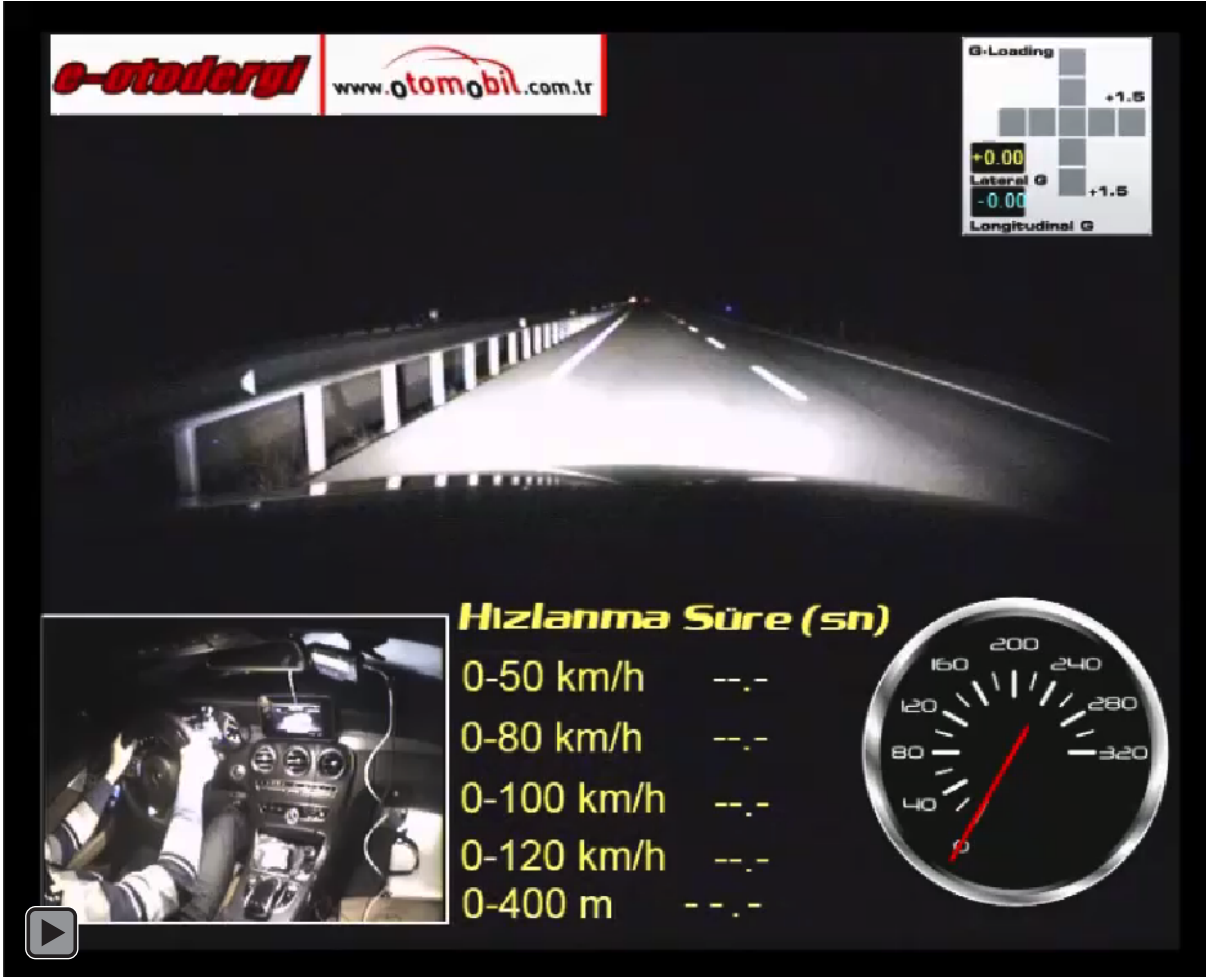 e-otodergi
www.otomobil.com.tr
G-Loading
+1.5
+0.00
Lateral G
-0.00
+1.5
Longitudinal G
Hızlanma Süre (sn)
0-50 km/h --.-
0-80 km/h --.-
0-100 km/h --.-
0-120 km/h --.-
0-400 m --.-
0
40
80
120
160
200
240
280
320